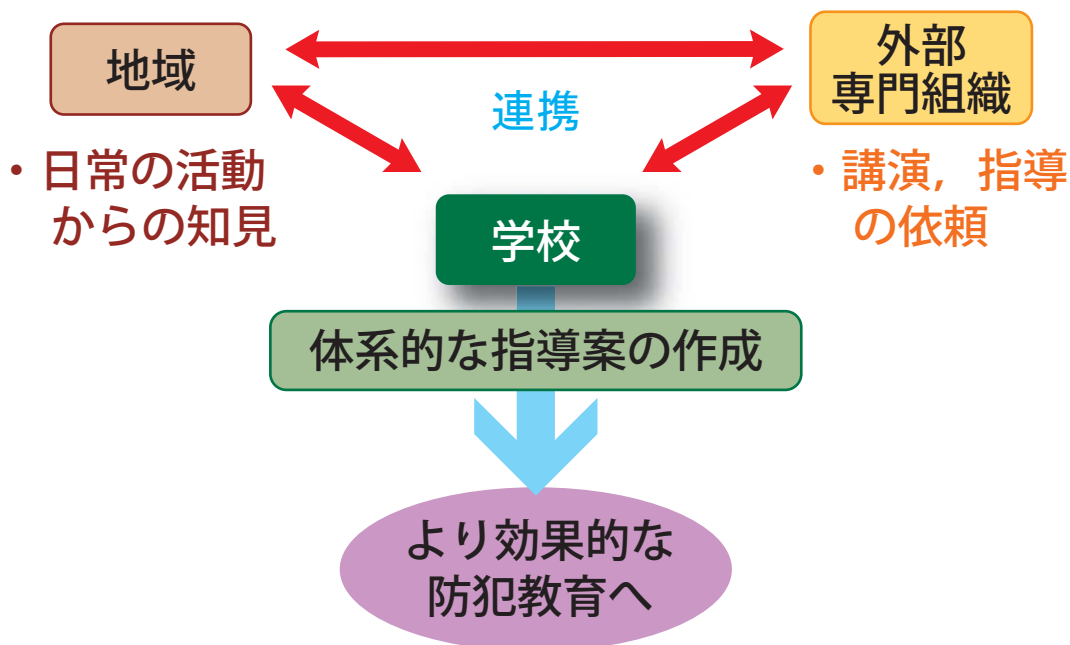 地域
外部
専門組織
連携
・日常の活動
からの知見
・講演，指導
の依頼
学校
体系的な指導案の作成
より効果的な
防犯教育へ